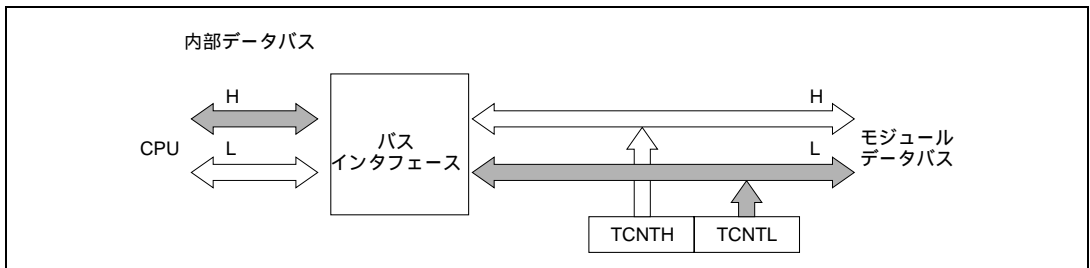 内部データバス
H
CPU
L
バス
インタフェース
H
L
モジュール
データバス
TCNTH
TCNTL